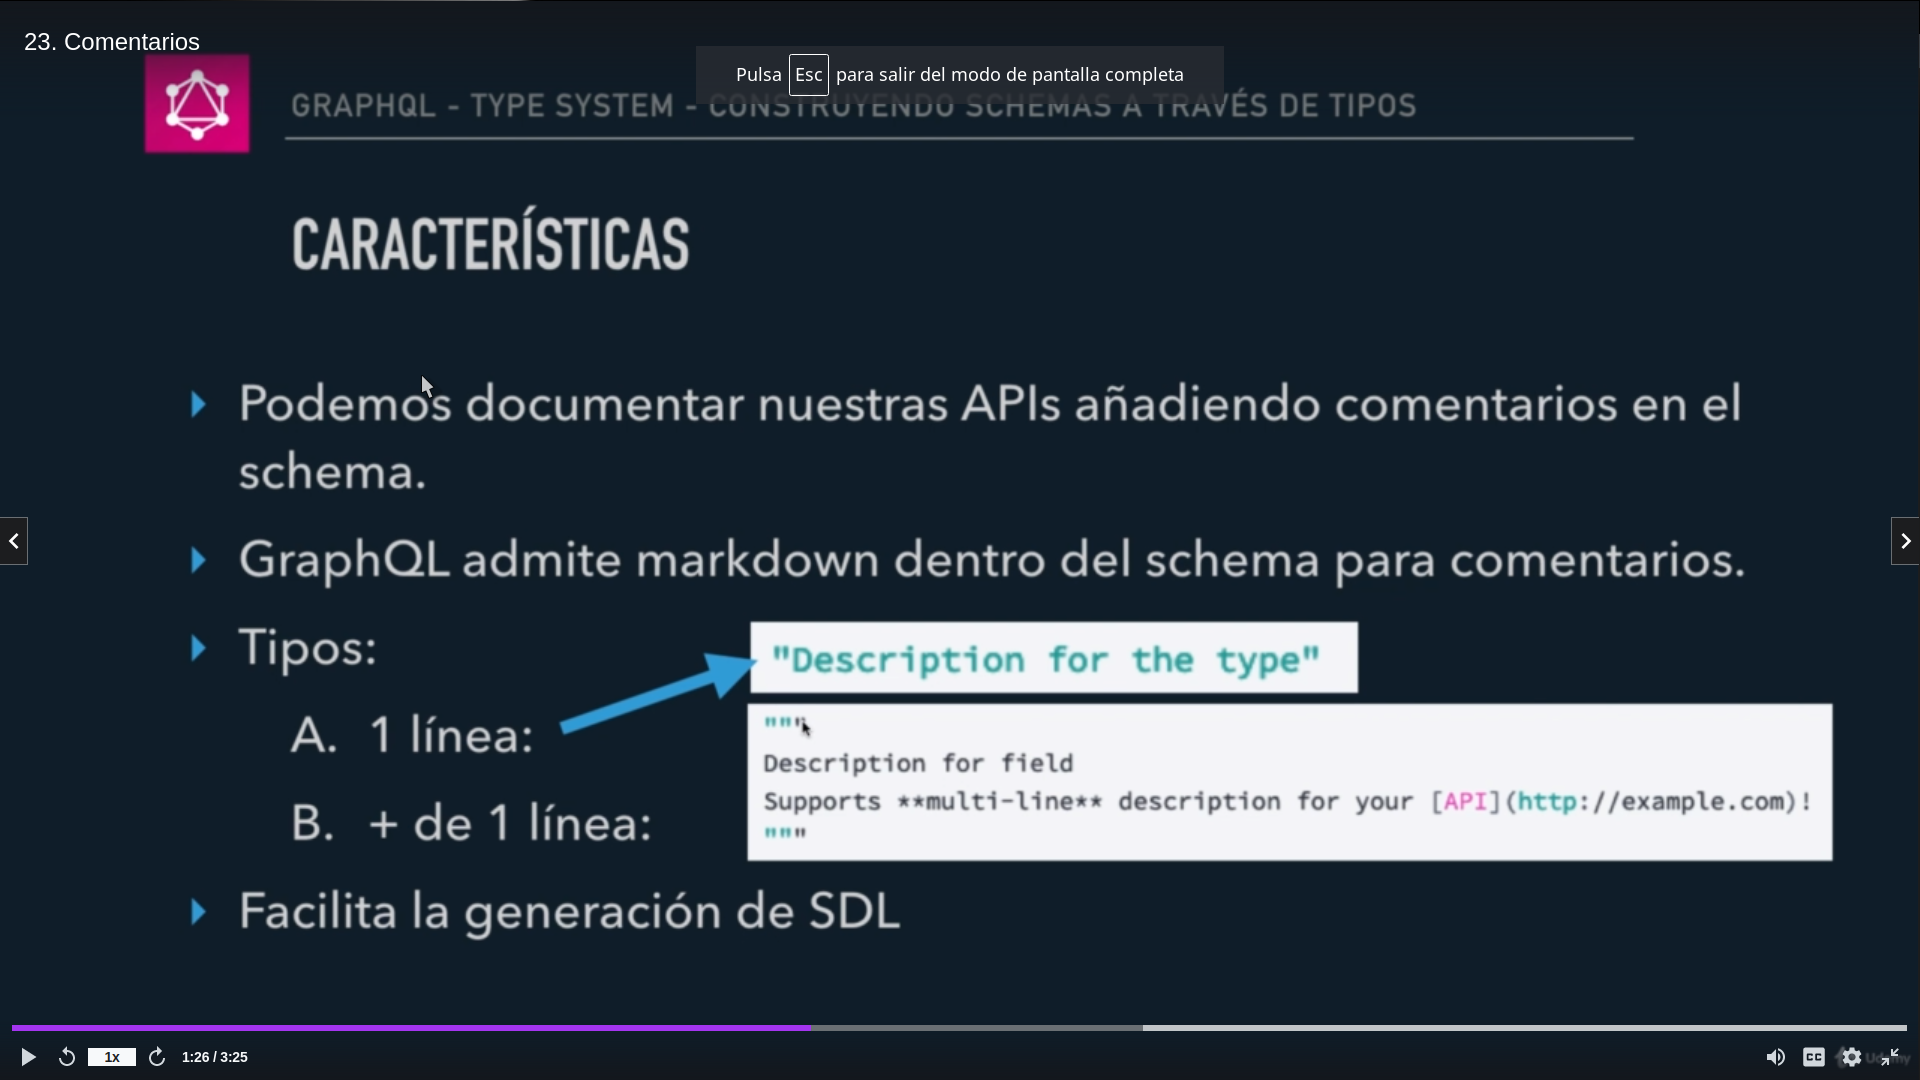 23. Comentarios
Pulsa Esc para salir del modo de pantalla completa
GRAPHQL - TYPE SYSTEM - CONSTRUYENDO SCHEMAS A TRAVÉS DE TIPOS
CARACTERÍSTICAS
Podemos documentar nuestras APIs añadiendo comentarios en el
schema.
GraphQL admite markdown dentro del schema para comentarios.
Tipos:
"Description for the type"
A. 1 línea:
"""
Description for field
Supports **multi-line** description for your [API](http://example.com)!
"""
B. + de 1 línea:
Facilita la generación de SDL
1x
1:26 / 3:25
CC
Udemy